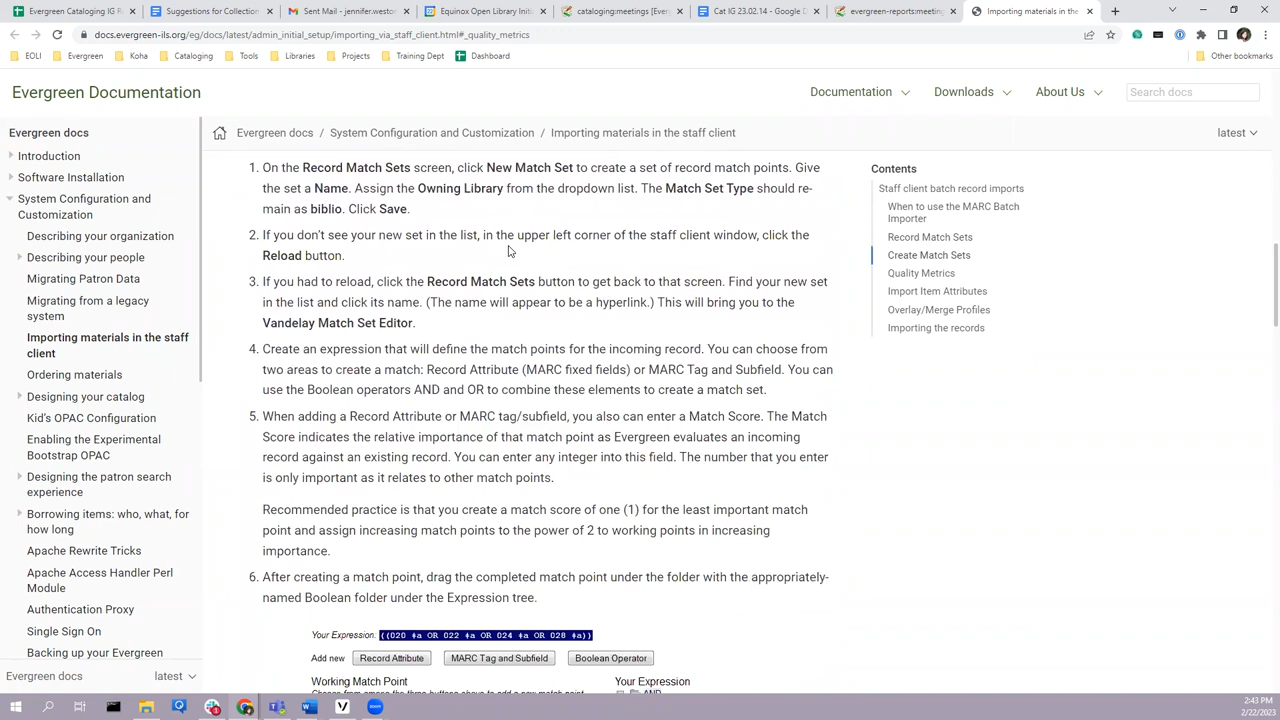 Evergreen Cataloging IG R
Suggestions for Collection
Sent Mail - jennifer.weston
Equinox Open Library Initi
cataloging:meetings [Everg
Cat IG 23.02.14 - Google D
evergreen-reports:meeting
Importing materials in the
docs.evergreen-ils.org/eg/docs/latest/admin_initial_setup/importing_via_staff_client.html#_quality_metrics
EOLI
Evergreen
Koha
Cataloging
Tools
Libraries
Projects
Training Dept
Dashboard
Other bookmarks
Evergreen Documentation
Documentation
Downloads
About Us
Search docs
Evergreen docs
Introduction
Software Installation
System Configuration and
Customization
Describing your organization
Describing your people
Migrating Patron Data
Migrating from a legacy
system
Importing materials in the staff
client
Ordering materials
Designing your catalog
Kid's OPAC Configuration
Enabling the Experimental
Bootstrap OPAC
Designing the patron search
experience
Borrowing items: who, what, for
how long
Apache Rewrite Tricks
Apache Access Handler Perl
Module
Authentication Proxy
Single Sign On
Backing up your Evergreen
Evergreen docs
latest
Evergreen docs / System Configuration and Customization / Importing materials in the staff client
latest
1. On the Record Match Sets screen, click New Match Set to create a set of record match points. Give
the set a Name. Assign the Owning Library from the dropdown list. The Match Set Type should re-
main as biblio. Click Save.
2. If you don't see your new set in the list, in the upper left corner of the staff client window, click the
Reload button.
3. If you had to reload, click the Record Match Sets button to get back to that screen. Find your new set
in the list and click its name. (The name will appear to be a hyperlink.) This will bring you to the
Vandelay Match Set Editor.
4. Create an expression that will define the match points for the incoming record. You can choose from
two areas to create a match: Record Attribute (MARC fixed fields) or MARC Tag and Subfield. You can
use the Boolean operators AND and OR to combine these elements to create a match set.
5. When adding a Record Attribute or MARC tag/subfield, you also can enter a Match Score. The Match
Score indicates the relative importance of that match point as Evergreen evaluates an incoming
record against an existing record. You can enter any integer into this field. The number that you enter
is only important as it relates to other match points.
Recommended practice is that you create a match score of one (1) for the least important match
point and assign increasing match points to the power of 2 to working points in increasing
importance.
6. After creating a match point, drag the completed match point under the folder with the appropriately-
named Boolean folder under the Expression tree.
Your Expression: ((020 ‡a OR 022 ‡a OR 024 ‡a OR 028 ‡a))
Add new Record Attribute MARC Tag and Subfield Boolean Operator
Working Match Point
Your Expression
AND
Contents
Staff client batch record imports
When to use the MARC Batch
Importer
Record Match Sets
Create Match Sets
Quality Metrics
Import Item Attributes
Overlay/Merge Profiles
Importing the records
2:43 PM
2/22/2023